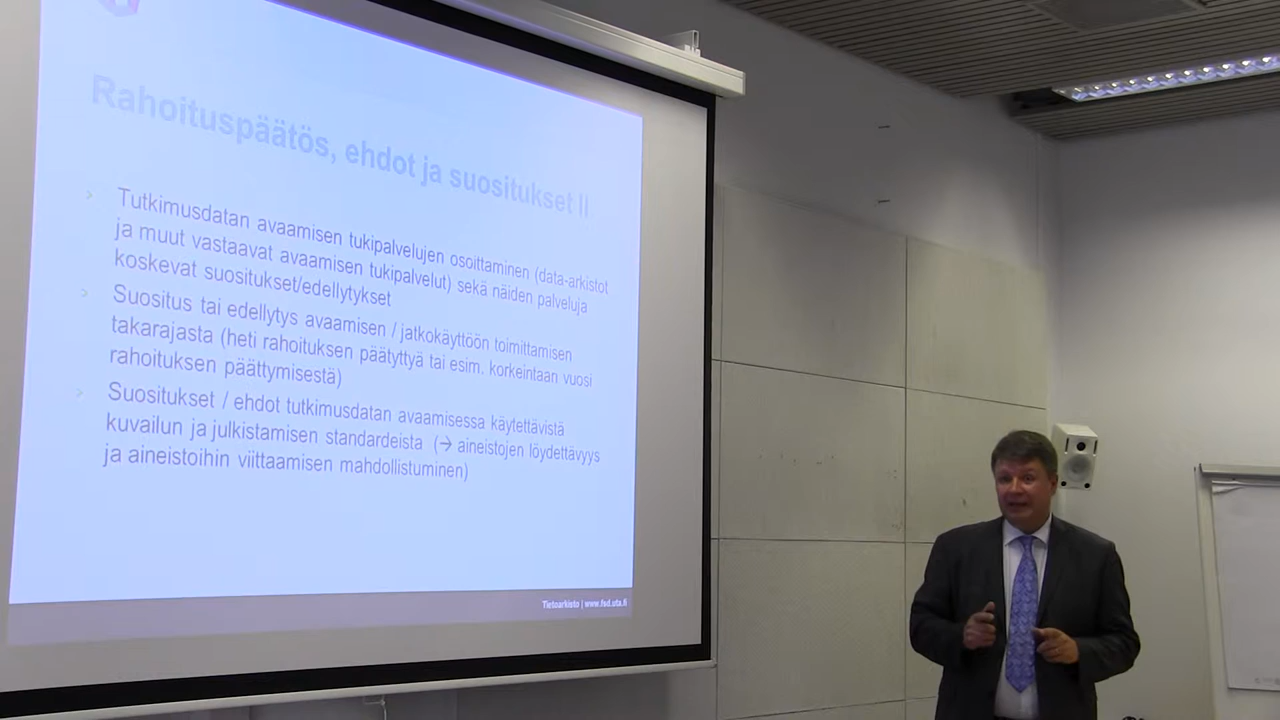 Rahoituspäätös, ehdot ja suositukset II
› Tutkimusdatan avaamisen tukipalvelujen osoittaminen (data-arkistot
ja muut vastaavat avaamisen tukipalvelut) sekä näiden palveluja
koskevat suositukset/edellytykset
› Suositus tai edellytys avaamisen / jatkokäyttöön toimittamisen
takarajasta (heti rahoituksen päätyttyä tai esim. korkeintaan vuosi
rahoituksen päättymisestä)
› Suositukset / ehdot tutkimusdatan avaamisessa käytettävistä
kuvailun ja julkistamisen standardeista (→ aineistojen löydettävyys
ja aineistoihin viittaamisen mahdollistuminen)
Tietoarkisto | www.fsd.uta.fi